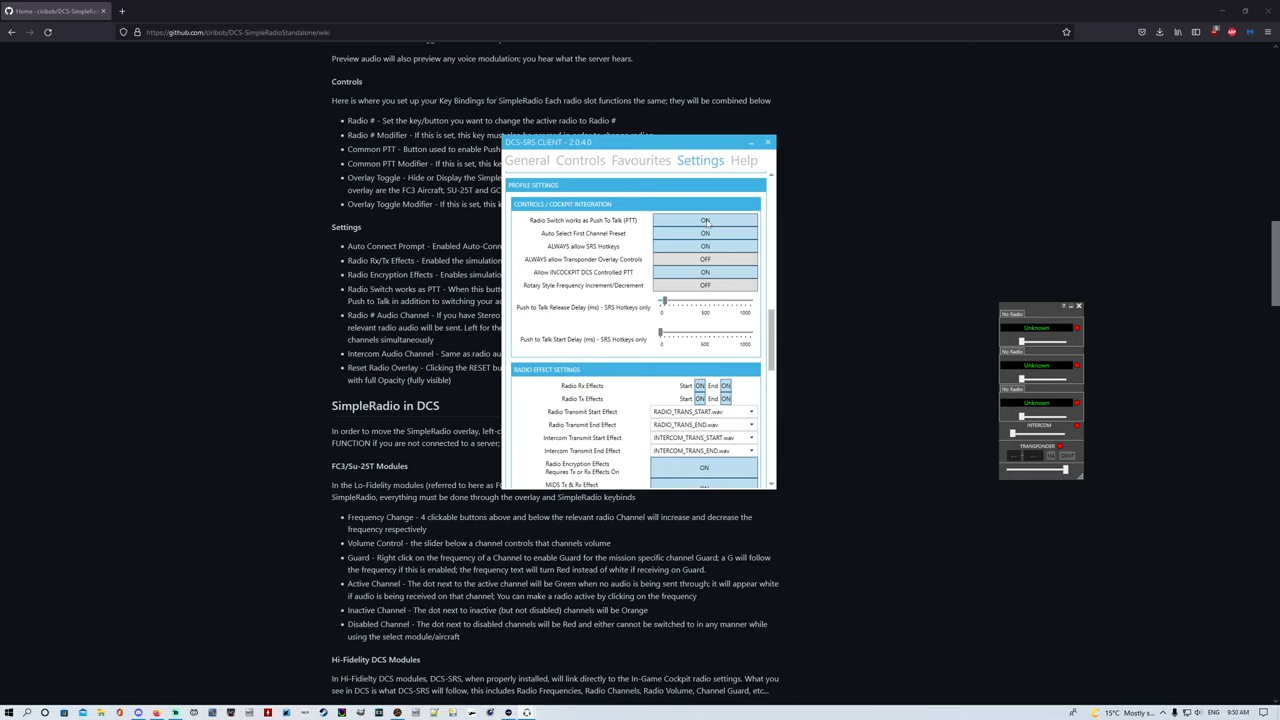 Home · ciribob/DCS-SimpleRa
https://github.com/ciribob/DCS-SimpleRadioStandalone/wiki
Preview audio will also preview any voice modulation; you hear what the server hears.
Controls
Here is where you set up your Key Bindings for SimpleRadio Each radio slot functions the same; they will be combined below
Radio # - Set the key/button you want to change the active radio to Radio #
Radio # Modifier - If this is set, this key
Common PTT - Button used to enable Push
Common PTT Modifier - If this is set, this
Overlay Toggle - Hide or Display the Simple
overlay are the FC3 Aircraft, SU-25T and GC
Overlay Toggle Modifier - If this is set, this k
Settings
Auto Connect Prompt - Enabled Auto-Connec
Radio Rx/Tx Effects - Enabled the simulation
Radio Encryption Effects - Enables simulation
Radio Switch works as PTT - When this button
Push to Talk in addition to switching your ac
Radio # Audio Channel - If you have Stereo
relevant radio audio will be sent. Left for the
channels simultaneously
Intercom Audio Channel - Same as radio au
Reset Radio Overlay - Clicking the RESET bu
with full Opacity (fully visible)
SimpleRadio in DCS
In order to move the SimpleRadio overlay, left-c
FUNCTION if you are not connected to a server;
FC3/Su-25T Modules
In the Lo-Fidelity modules (referred to here as FC
SimpleRadio, everything must be done through the overlay and SimpleRadio keybinds
Frequency Change - 4 clickable buttons above and below the relevant radio Channel will increase and decrease the
frequency respectively
Volume Control - the slider below a channel controls that channels volume
Guard - Right click on the frequency of a Channel to enable Guard for the mission specific channel Guard; a G will follow
the frequency if this is enabled; the frequency text will turn Red instead of white if receiving on Guard.
Active Channel - The dot next to the active channel will be Green when no audio is being sent through; it will appear white
if audio is being received on that channel; You can make a radio active by clicking on the frequency
Inactive Channel - The dot next to inactive (but not disabled) channels will be Orange
Disabled Channel - The dot next to disabled channels will be Red and either cannot be switched to in any manner while
using the select module/aircraft
Hi-Fidelity DCS Modules
In Hi-Fidielty DCS modules, DCS-SRS, when properly installed, will link directly to the In-Game Cockpit radio settings. What you
see in DCS is what DCS-SRS will follow, this includes Radio Frequencies, Radio Channels, Radio Volume, Channel Guard, etc...
DCS-SRS CLIENT - 2.0.4.0
General Controls Favourites Settings Help
PROFILE SETTINGS
CONTROLS / COCKPIT INTEGRATION
Radio Switch works as Push To Talk (PTT) ON
Auto Select First Channel Preset ON
ALWAYS allow SRS Hotkeys ON
ALWAYS allow Transponder Overlay Controls OFF
Allow INCOCKPIT DCS Controlled PTT ON
Rotary Style Frequency Increment/Decrement OFF
Push to Talk Release Delay (ms) - SRS Hotkeys only
0 500 1000
Push to Talk Start Delay (ms) - SRS Hotkeys only
0 500 1000
RADIO EFFECT SETTINGS
Radio Rx Effects Start ON End ON
Radio Tx Effects Start ON End ON
Radio Transmit Start Effect RADIO_TRANS_START.wav
Radio Transmit End Effect RADIO_TRANS_END.wav
Intercom Transmit Start Effect INTERCOM_TRANS_START.wav
Intercom Transmit End Effect INTERCOM_TRANS_END.wav
Radio Encryption Effects
Requires Tx or Rx Effects On ON
MIDS Tx & Rx Effect
No Radio
Unknown
No Radio
Unknown
No Radio
Unknown
INTERCOM
TRANSPONDER
15°C Mostly s... ENG 9:50 AM